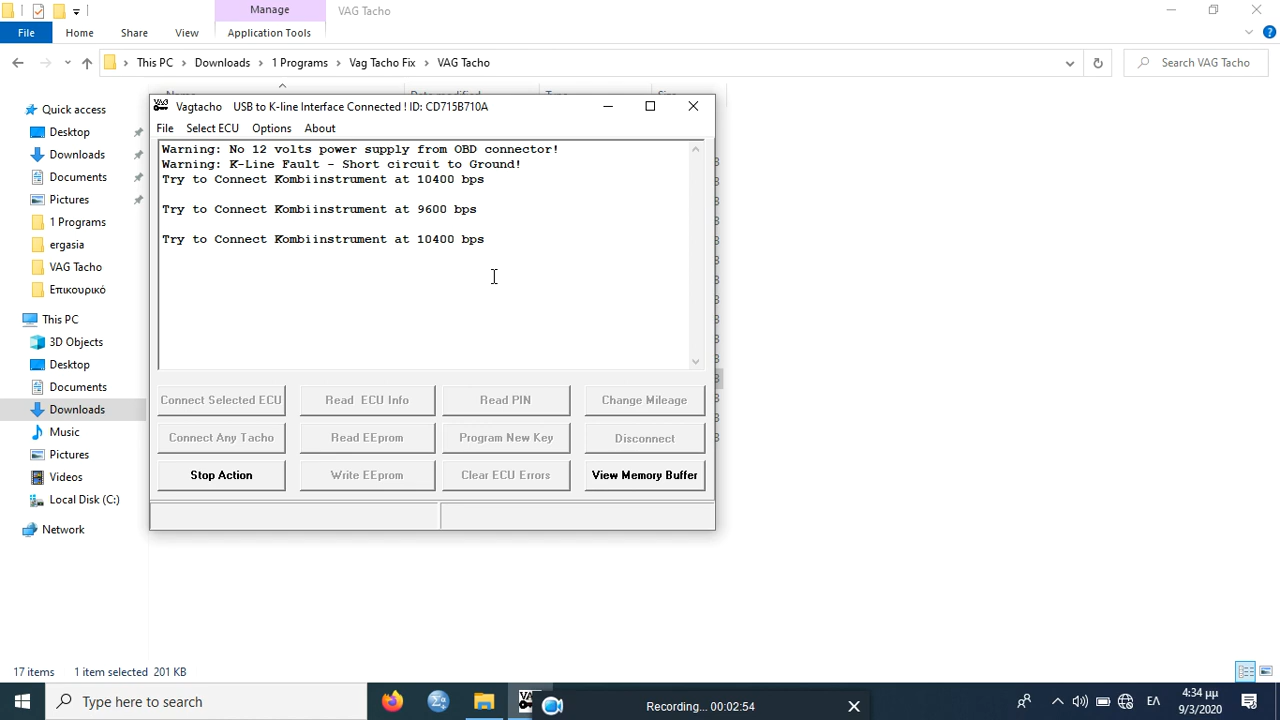 Manage
VAG Tacho
File
Home
Share
View
Application Tools
This PC
Downloads
1 Programs
Vag Tacho Fix
VAG Tacho
Search VAG Tacho
Quick access
Desktop
Downloads
Documents
Pictures
1 Programs
ergasia
VAG Tacho
Επικουρικό
This PC
3D Objects
Desktop
Documents
Downloads
Music
Pictures
Videos
Local Disk (C:)
Network
Vagtacho USB to K-line Interface Connected ! ID: CD715B710A
File
Select ECU
Options
About
Warning: No 12 volts power supply from OBD connector!
Warning: K-Line Fault - Short circuit to Ground!
Try to Connect Kombiinstrument at 10400 bps
Try to Connect Kombiinstrument at 9600 bps
Try to Connect Kombiinstrument at 10400 bps
Connect Selected ECU
Read ECU Info
Read PIN
Change Mileage
Connect Any Tacho
Read EEprom
Program New Key
Disconnect
Stop Action
Write EEprom
Clear ECU Errors
View Memory Buffer
17 items
1 item selected 201 KB
Type here to search
Recording... 00:02:54
ΕΛ
4:34 μμ
9/3/2020